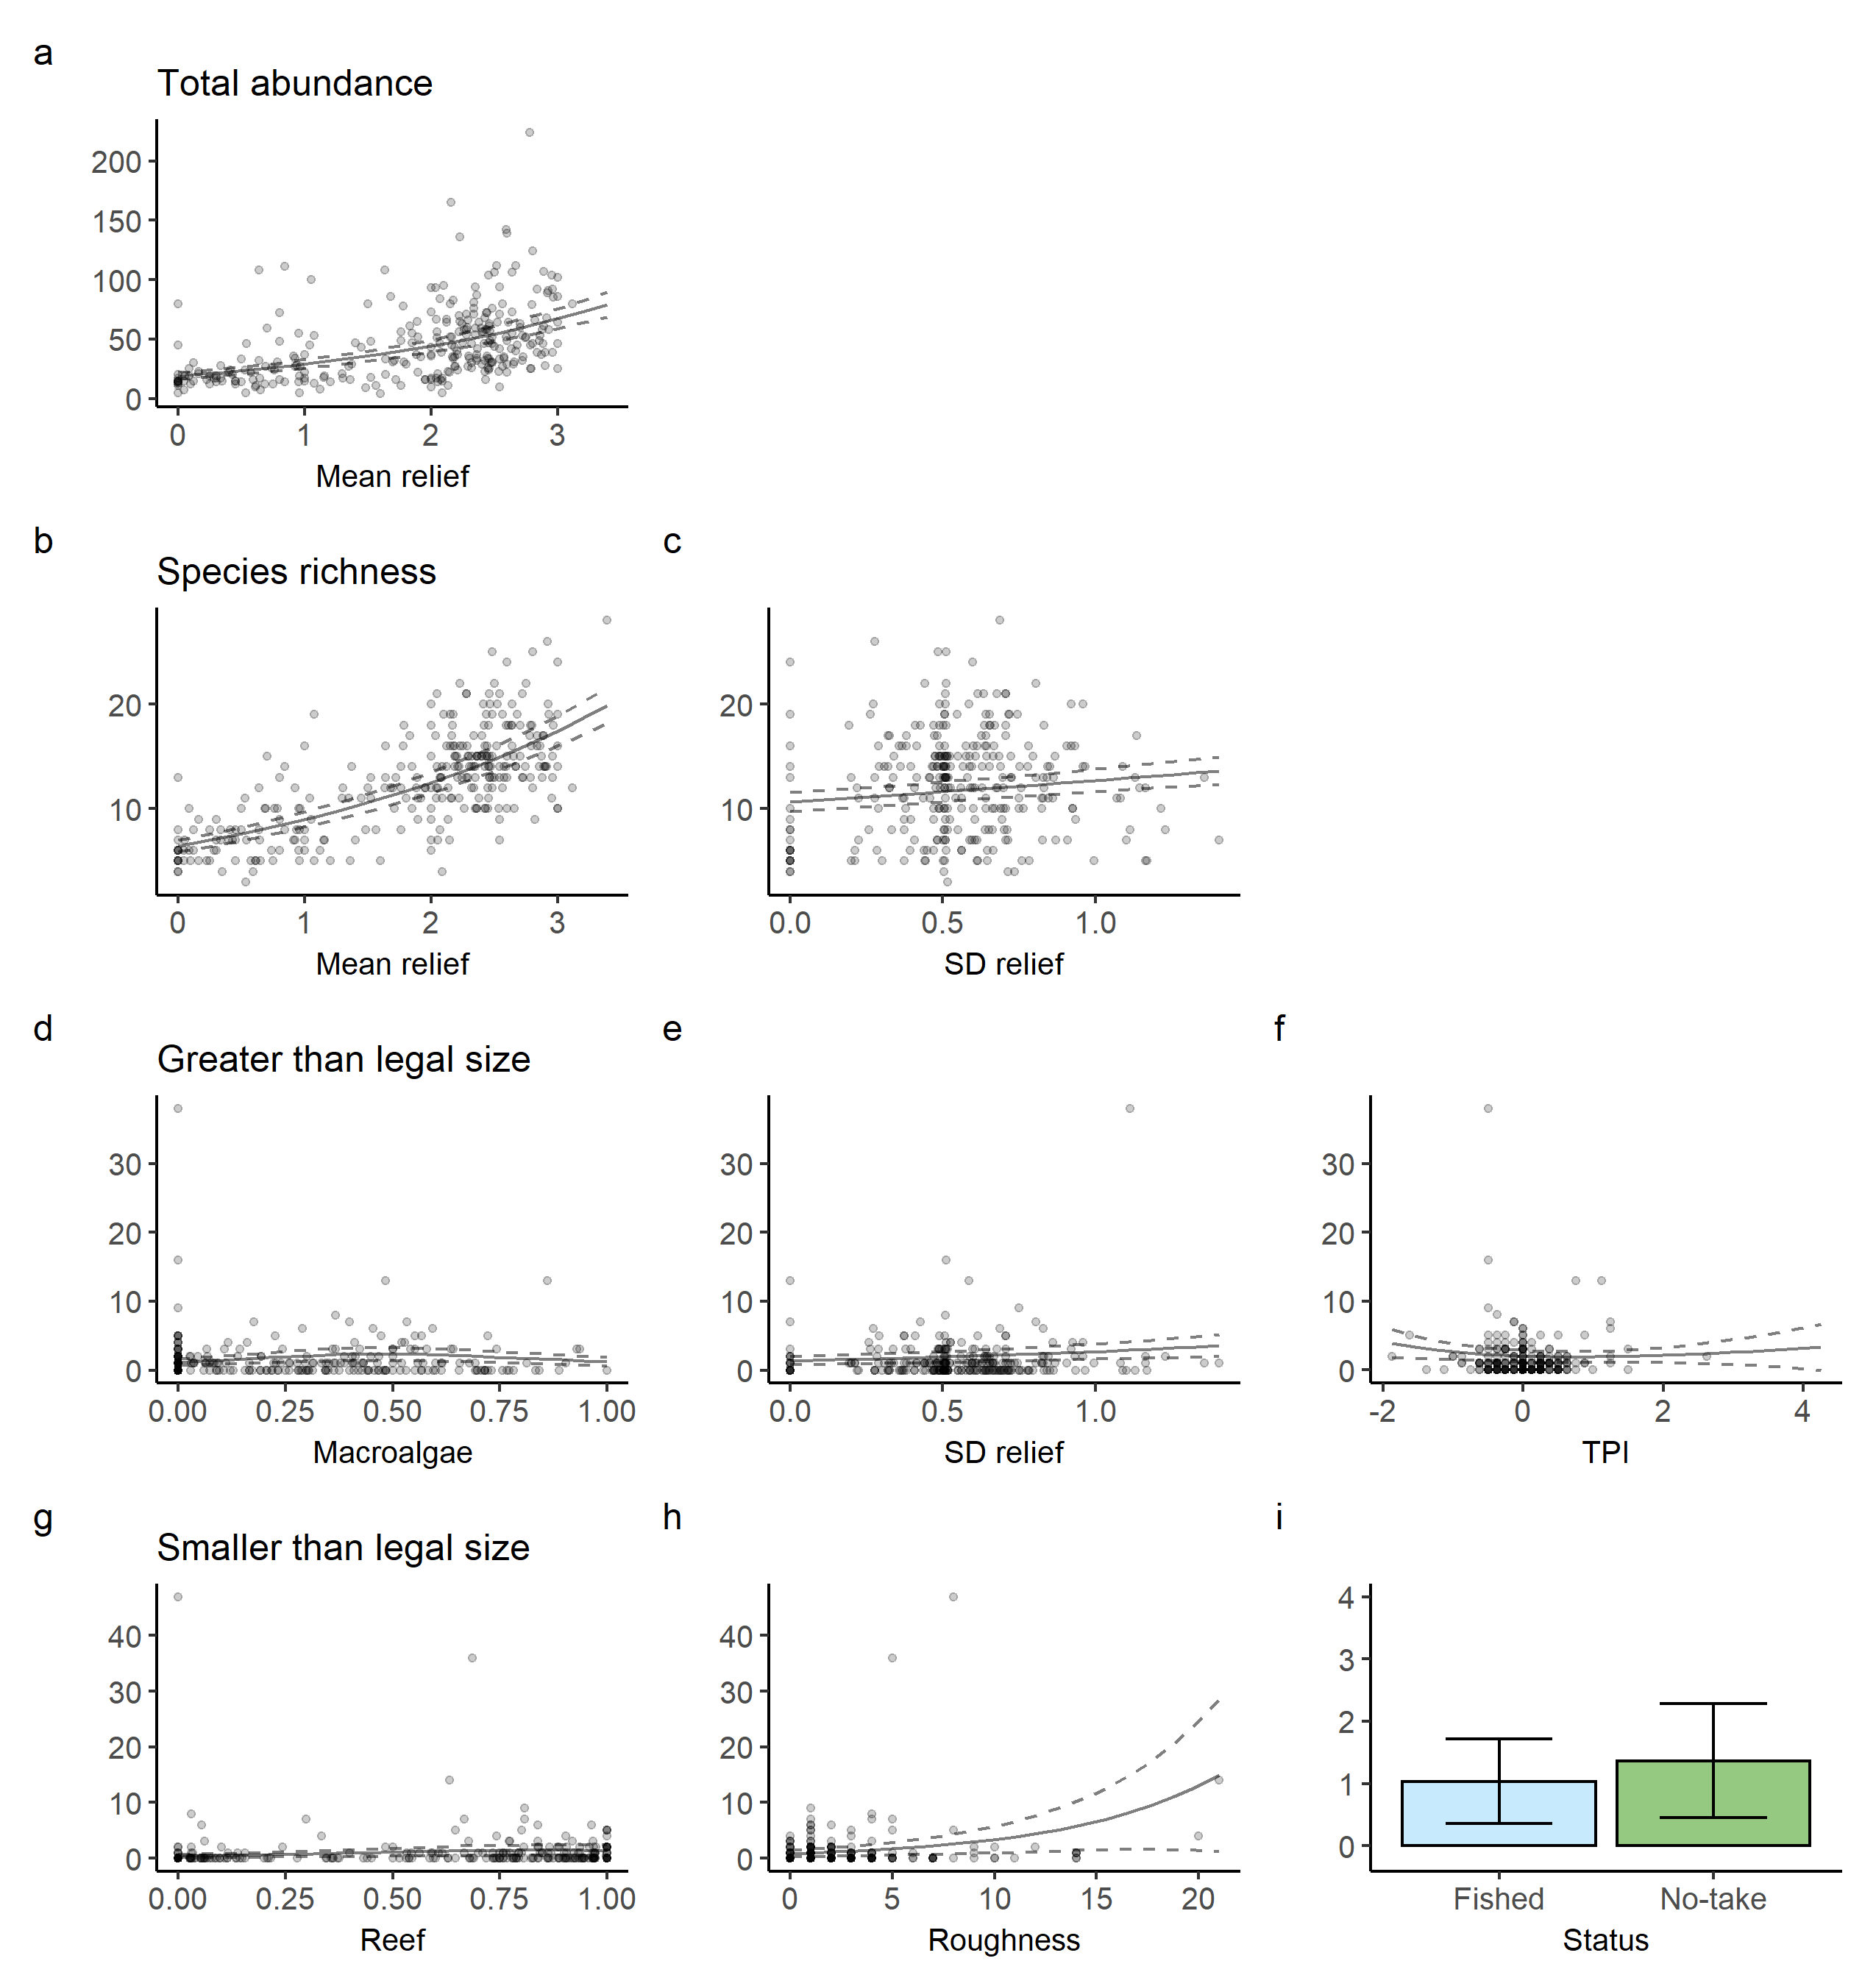 a
Total abundance
200
150
100
50
0
0 1 2 3
Mean relief
b c
Species richness
20
10
0 1 2 3
Mean relief
20
10
0.0 0.5 1.0
SD relief
d e f
Greater than legal size
30
20
10
0
0.00 0.25 0.50 0.75 1.00
Macroalgae
30
20
10
0
0.0 0.5 1.0
SD relief
30
20
10
0
-2 0 2 4
TPI
g h i
Smaller than legal size
40
30
20
10
0
0.00 0.25 0.50 0.75 1.00
Reef
40
30
20
10
0
0 5 10 15 20
Roughness
4
3
2
1
0
Fished No-take
Status